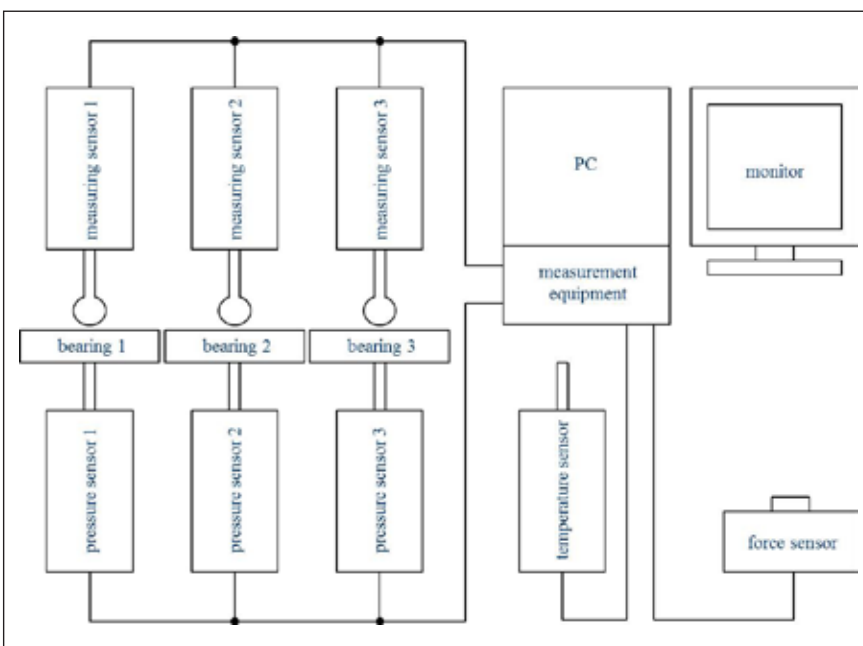 measuring sensor 1
measuring sensor 2
measuring sensor 3
PC
monitor
measurement
equipment
bearing 1
bearing 2
bearing 3
pressure sensor 1
pressure sensor 2
pressure sensor 3
temperature sensor
force sensor